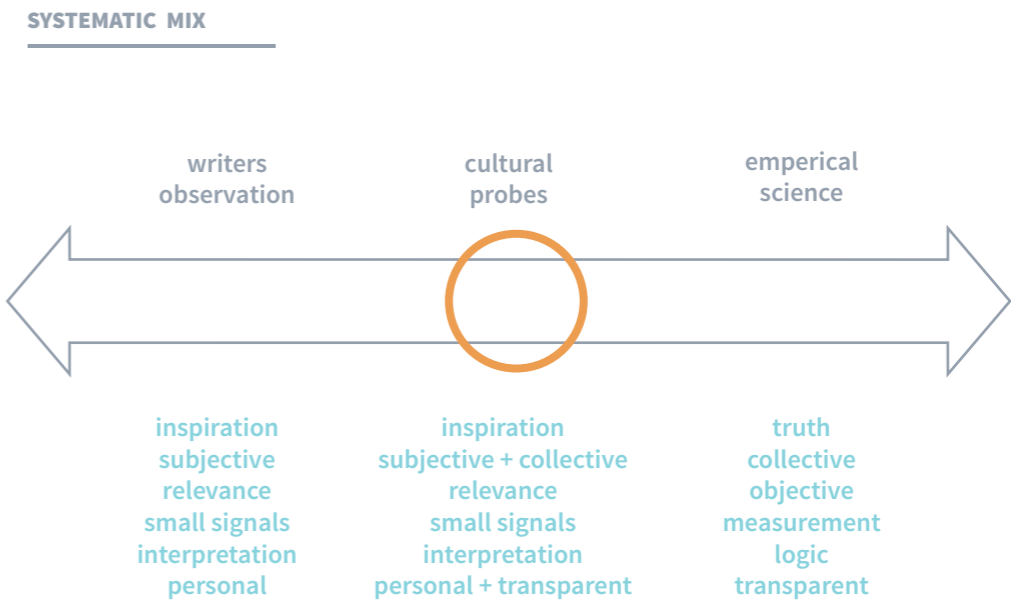 SYSTEMATIC MIX
writers
observation
cultural
probes
emperical
science
inspiration
subjective
relevance
small signals
interpretation
personal
inspiration
subjective + collective
relevance
small signals
interpretation
personal + transparent
truth
collective
objective
measurement
logic
transparent